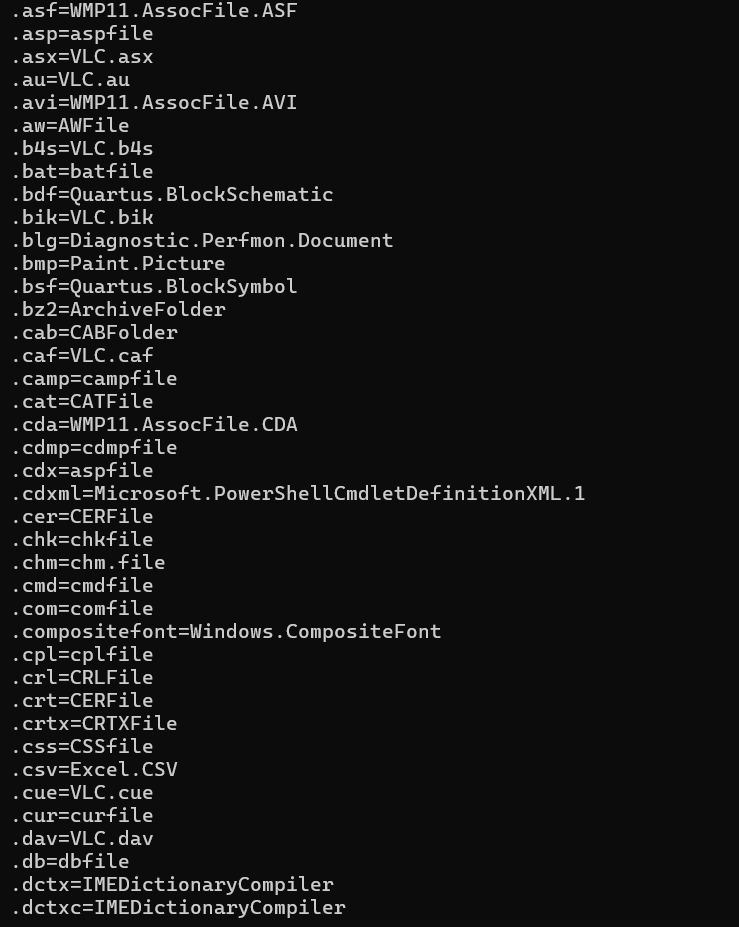 .asf=WMP11.AssocFile.ASF
.asp=aspfile
.asx=VLC.asx
.au=VLC.au
.avi=WMP11.AssocFile.AVI
.aw=AWFile
.b4s=VLC.b4s
.bat=batfile
.bdf=Quartus.BlockSchematic
.bik=VLC.bik
.blg=Diagnostic.Perfmon.Document
.bmp=Paint.Picture
.bsf=Quartus.BlockSymbol
.bz2=ArchiveFolder
.cab=CABFolder
.caf=VLC.caf
.camp=campfile
.cat=CATFile
.cda=WMP11.AssocFile.CDA
.cdmp=cdmpfile
.cdx=aspfile
.cdxml=Microsoft.PowerShellCmdletDefinitionXML.1
.cer=CERFile
.chk=chkfile
.chm=chm.file
.cmd=cmdfile
.com=comfile
.compositefont=Windows.CompositeFont
.cpl=cplfile
.crl=CRLFile
.crt=CERFile
.crtx=CRTXFile
.css=CSSfile
.csv=Excel.CSV
.cue=VLC.cue
.cur=curfile
.dav=VLC.dav
.db=dbfile
.dctx=IMEDictionaryCompiler
.dctxc=IMEDictionaryCompiler